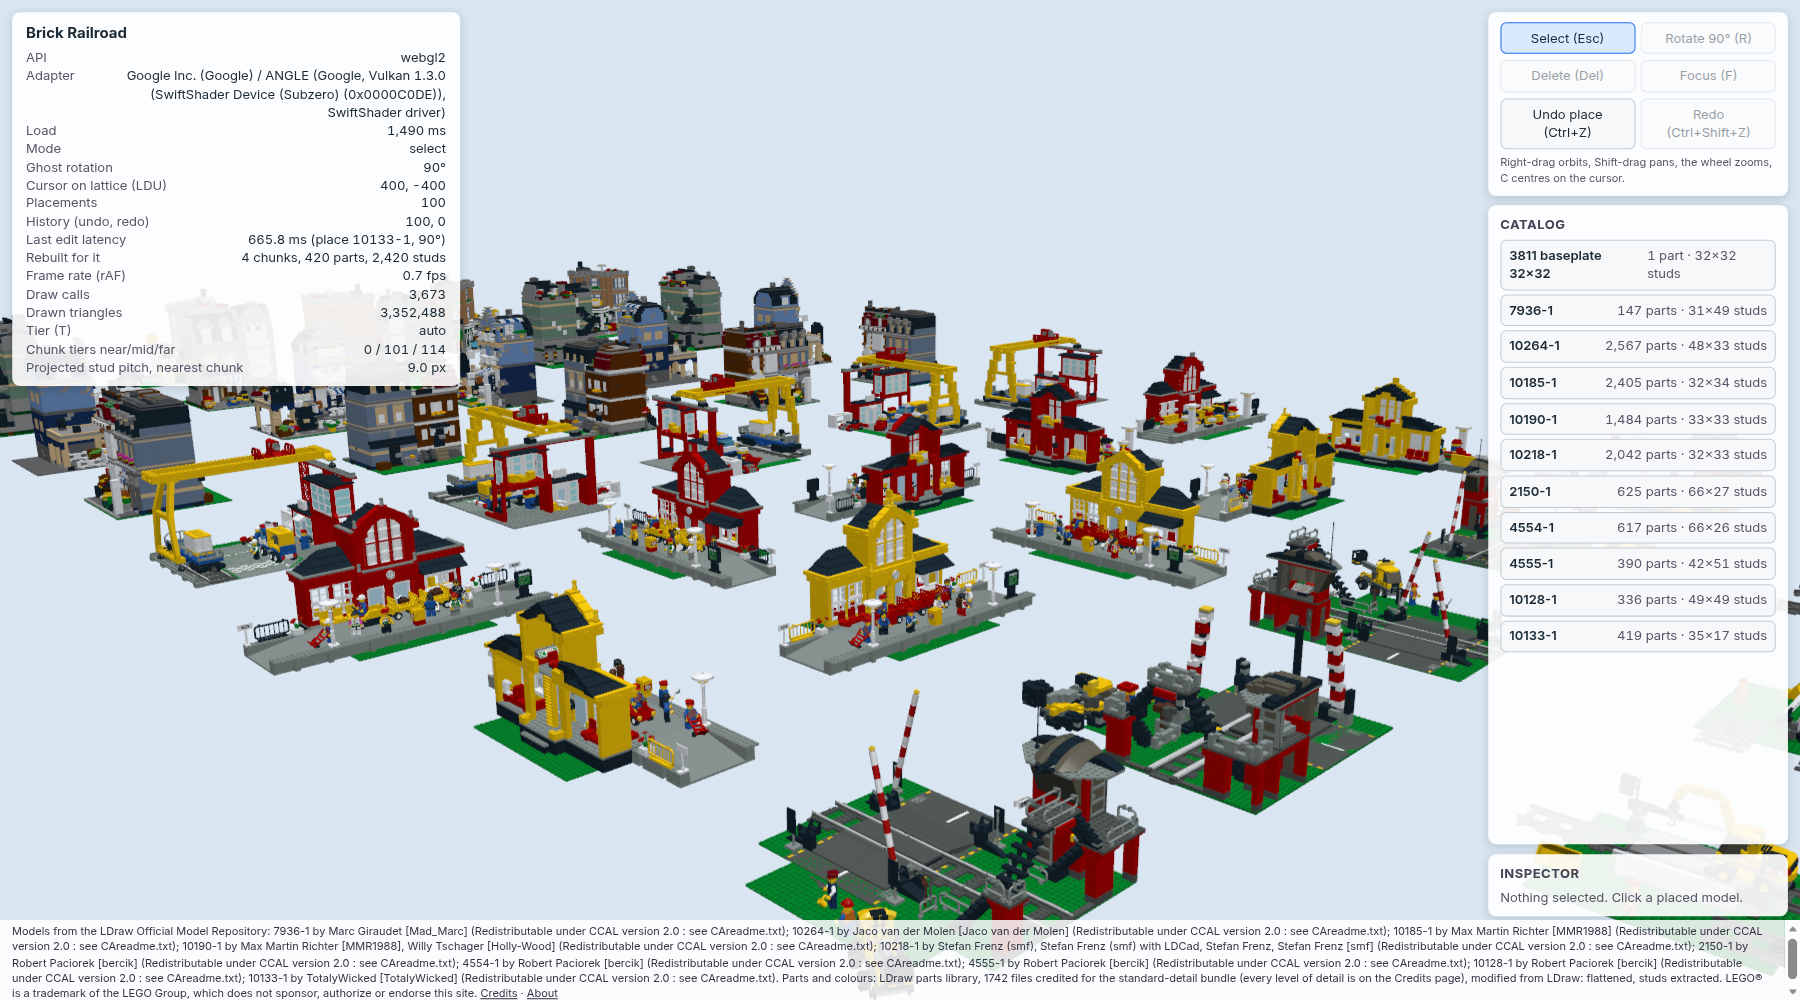 Brick Railroad
API webgl2
Adapter Google Inc. (Google) / ANGLE (Google, Vulkan 1.3.0
(SwiftShader Device (Subzero) (0x0000C0DE)),
SwiftShader driver)
Load 1,490 ms
Mode select
Ghost rotation 90°
Cursor on lattice (LDU) 400, -400
Placements 100
History (undo, redo) 100, 0
Last edit latency 665.8 ms (place 10133-1, 90°)
Rebuilt for it 4 chunks, 420 parts, 2,420 studs
Frame rate (rAF) 0.7 fps
Draw calls 3,673
Drawn triangles 3,352,488
Tier (T) auto
Chunk tiers near/mid/far 0 / 101 / 114
Projected stud pitch, nearest chunk 9.0 px
Select (Esc) Rotate 90° (R)
Delete (Del) Focus (F)
Undo place (Ctrl+Z) Redo (Ctrl+Shift+Z)
Right-drag orbits, Shift-drag pans, the wheel zooms,
C centres on the cursor.
CATALOG
3811 baseplate 32×32 1 part · 32×32 studs
7936-1 147 parts · 31×49 studs
10264-1 2,567 parts · 48×33 studs
10185-1 2,405 parts · 32×34 studs
10190-1 1,484 parts · 33×33 studs
10218-1 2,042 parts · 32×33 studs
2150-1 625 parts · 66×27 studs
4554-1 617 parts · 66×26 studs
4555-1 390 parts · 42×51 studs
10128-1 336 parts · 49×49 studs
10133-1 419 parts · 35×17 studs
INSPECTOR
Nothing selected. Click a placed model.
Models from the LDraw Official Model Repository: 7936-1 by Marc Giraudet [Mad_Marc] (Redistributable under CCAL version 2.0 : see CAreadme.txt); 10264-1 by Jaco van der Molen [Jaco van der Molen] (Redistributable under CCAL version 2.0 : see CAreadme.txt); 10185-1 by Max Martin Richter [MMR1988] (Redistributable under CCAL
version 2.0 : see CAreadme.txt); 10190-1 by Max Martin Richter [MMR1988], Willy Tschager [Holly-Wood] (Redistributable under CCAL version 2.0 : see CAreadme.txt); 10218-1 by Stefan Frenz (smf), Stefan Frenz (smf) with LDCad, Stefan Frenz, Stefan Frenz [smf] (Redistributable under CCAL version 2.0 : see CAreadme.txt); 2150-1 by
Robert Paciorek [bercik] (Redistributable under CCAL version 2.0 : see CAreadme.txt); 4554-1 by Robert Paciorek [bercik] (Redistributable under CCAL version 2.0 : see CAreadme.txt); 4555-1 by Robert Paciorek [bercik] (Redistributable under CCAL version 2.0 : see CAreadme.txt); 10128-1 by Robert Paciorek [bercik] (Redistributable
under CCAL version 2.0 : see CAreadme.txt); 10133-1 by TotalyWicked [TotalyWicked] (Redistributable under CCAL version 2.0 : see CAreadme.txt). Parts and colours: LDraw parts library, 1742 files credited for the standard-detail bundle (every level of detail is on the Credits page), modified from LDraw: flattened, studs extracted. LEGO®
is a trademark of the LEGO Group, which does not sponsor, authorize or endorse this site. Credits · About